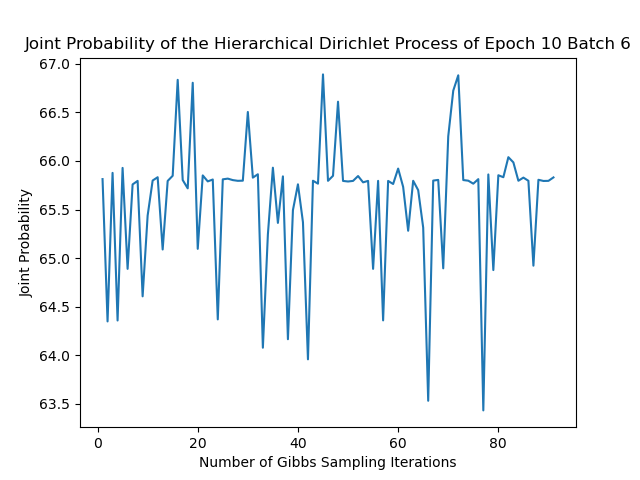 Joint Probability of the Hierarchical Dirichlet Process of Epoch 10 Batch 6
67.0
66.5
66.0
65.5
65.0
64.5
64.0
63.5
Joint Probability
0 20 40 60 80
Number of Gibbs Sampling Iterations